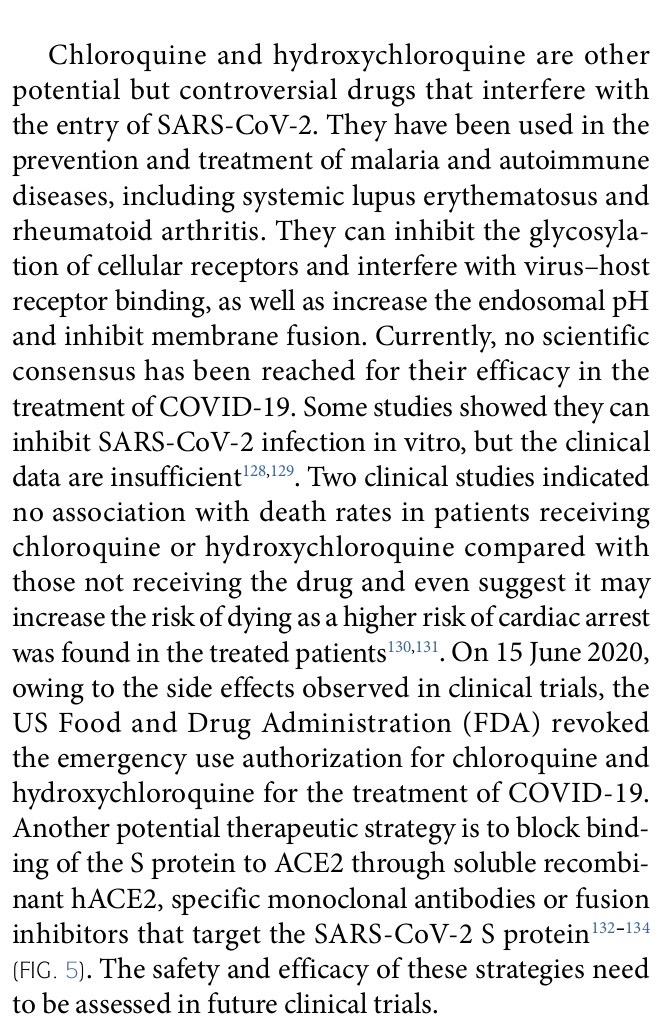 Chloroquine and hydroxychloroquine are other
potential but controversial drugs that interfere with
the entry of SARS-CoV-2. They have been used in the
prevention and treatment of malaria and autoimmune
diseases, including systemic lupus erythematosus and
rheumatoid arthritis. They can inhibit the glycosyla-
tion of cellular receptors and interfere with virus–host
receptor binding, as well as increase the endosomal pH
and inhibit membrane fusion. Currently, no scientific
consensus has been reached for their efficacy in the
treatment of COVID-19. Some studies showed they can
inhibit SARS-CoV-2 infection in vitro, but the clinical
data are insufficient128,129. Two clinical studies indicated
no association with death rates in patients receiving
chloroquine or hydroxychloroquine compared with
those not receiving the drug and even suggest it may
increase the risk of dying as a higher risk of cardiac arrest
was found in the treated patients130,131. On 15 June 2020,
owing to the side effects observed in clinical trials, the
US Food and Drug Administration (FDA) revoked
the emergency use authorization for chloroquine and
hydroxychloroquine for the treatment of COVID-19.
Another potential therapeutic strategy is to block bind-
ing of the S protein to ACE2 through soluble recombi-
nant hACE2, specific monoclonal antibodies or fusion
inhibitors that target the SARS-CoV-2 S protein132–134
(FIG. 5). The safety and efficacy of these strategies need
to be assessed in future clinical trials.